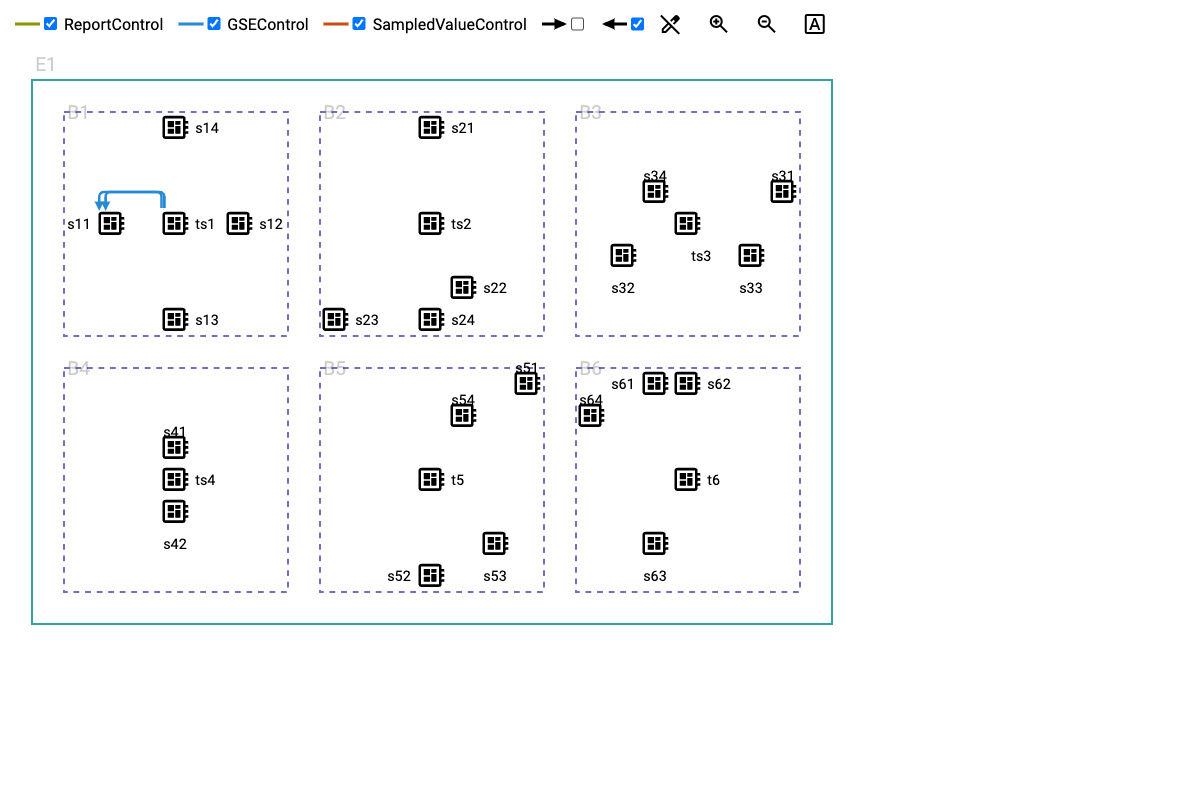 ReportControl GSEControl SampledValueControl A
E1
B1 B2 B3
s14 s21
s34 s31
s11 ts1 s12 ts2
ts3
s22 s32 s33
s13 s23 s24
B4 B5 s51 B6
s61 s62
s54 s64
s41
ts4 t5 t6
s42
s52 s53 s63